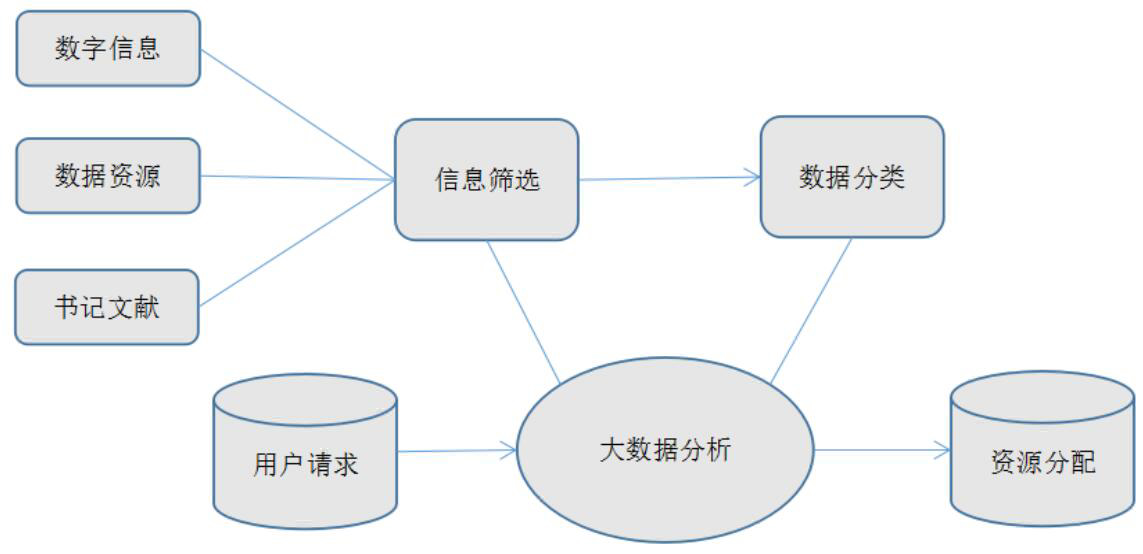 数字信息
数据资源
书记文献
信息筛选
数据分类
用户请求
大数据分析
资源分配